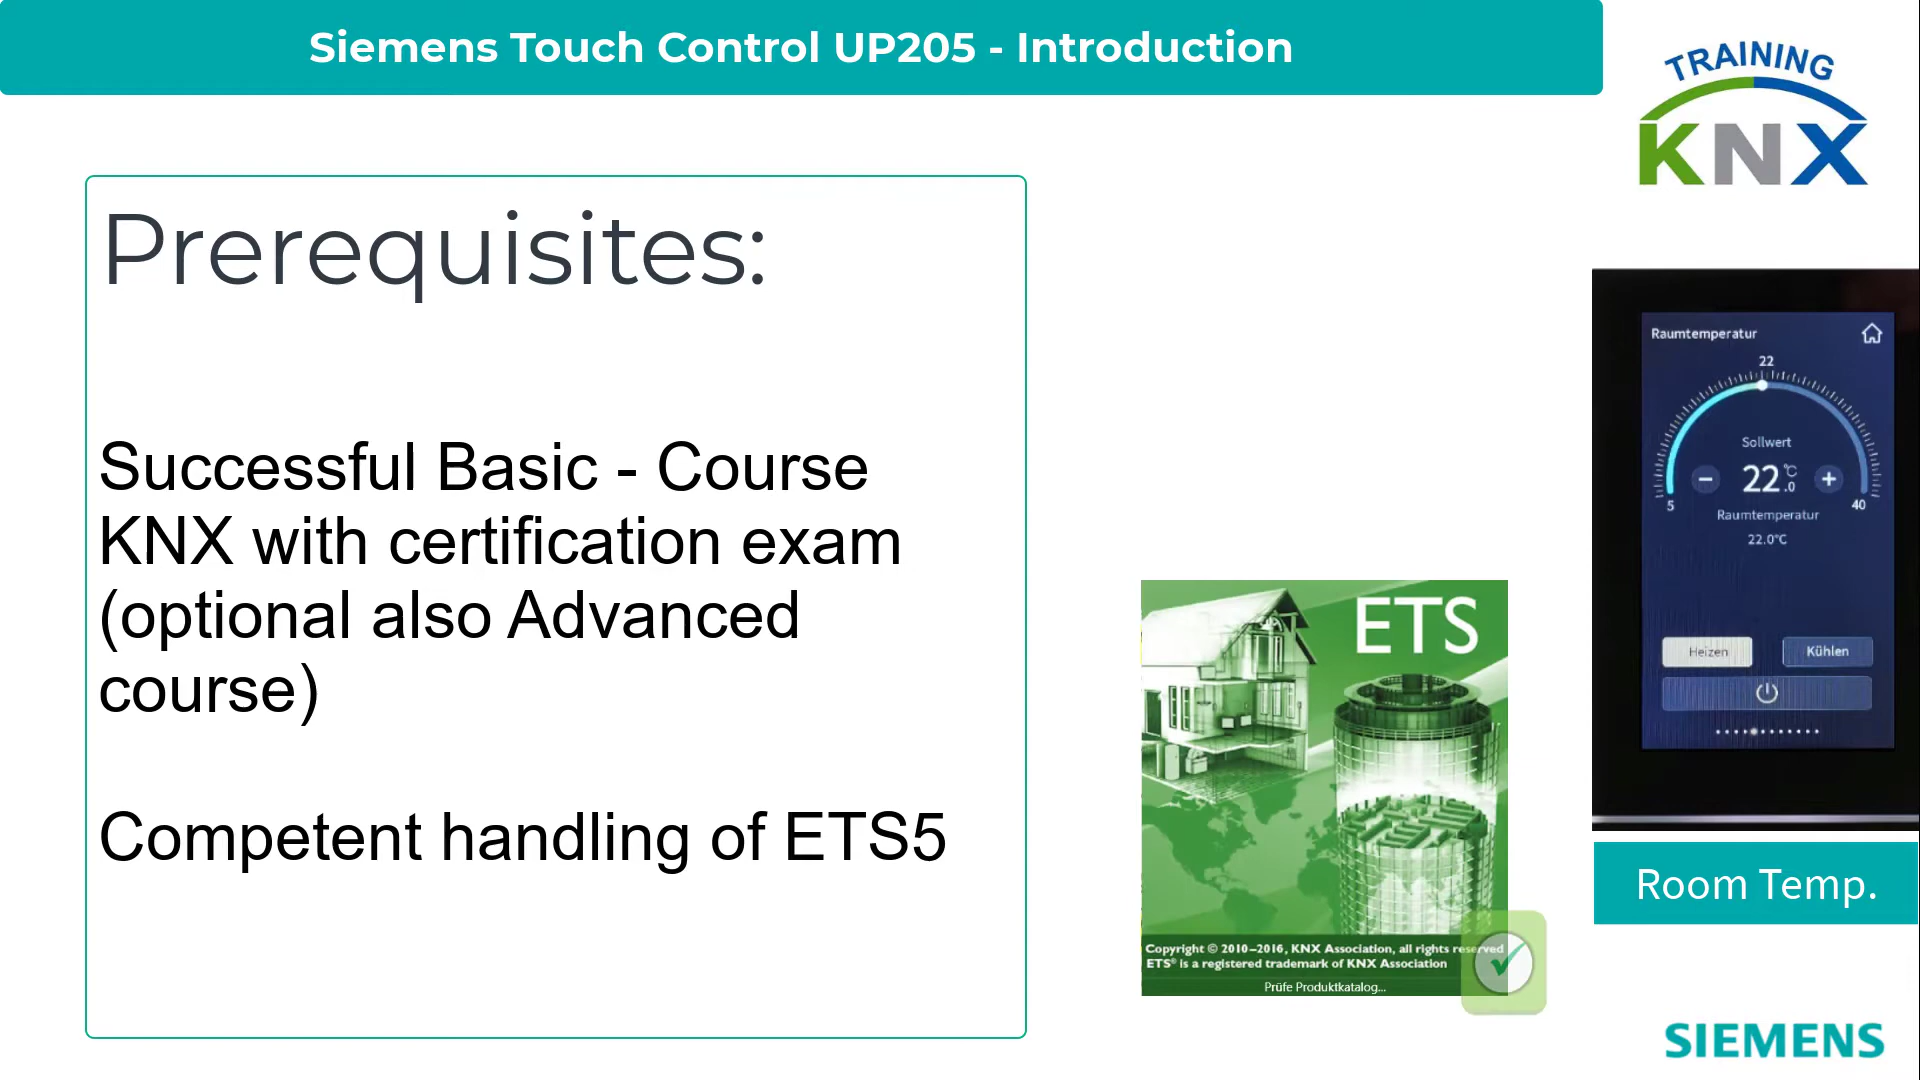 Siemens Touch Control UP205 - Introduction
TRAINING
KNX
Prerequisites:
Successful Basic - Course
KNX with certification exam
(optional also Advanced
course)
Competent handling of ETS5
ETS
Copyright © 2010–2016, KNX Association, all rights reserved
ETS® is a registered trademark of KNX Association
Prüfe Produktkatalog...
Raumtemperatur
22
Sollwert
22.0 °C
5
40
Raumtemperatur
22.0°C
Heizen
Kühlen
Room Temp.
SIEMENS